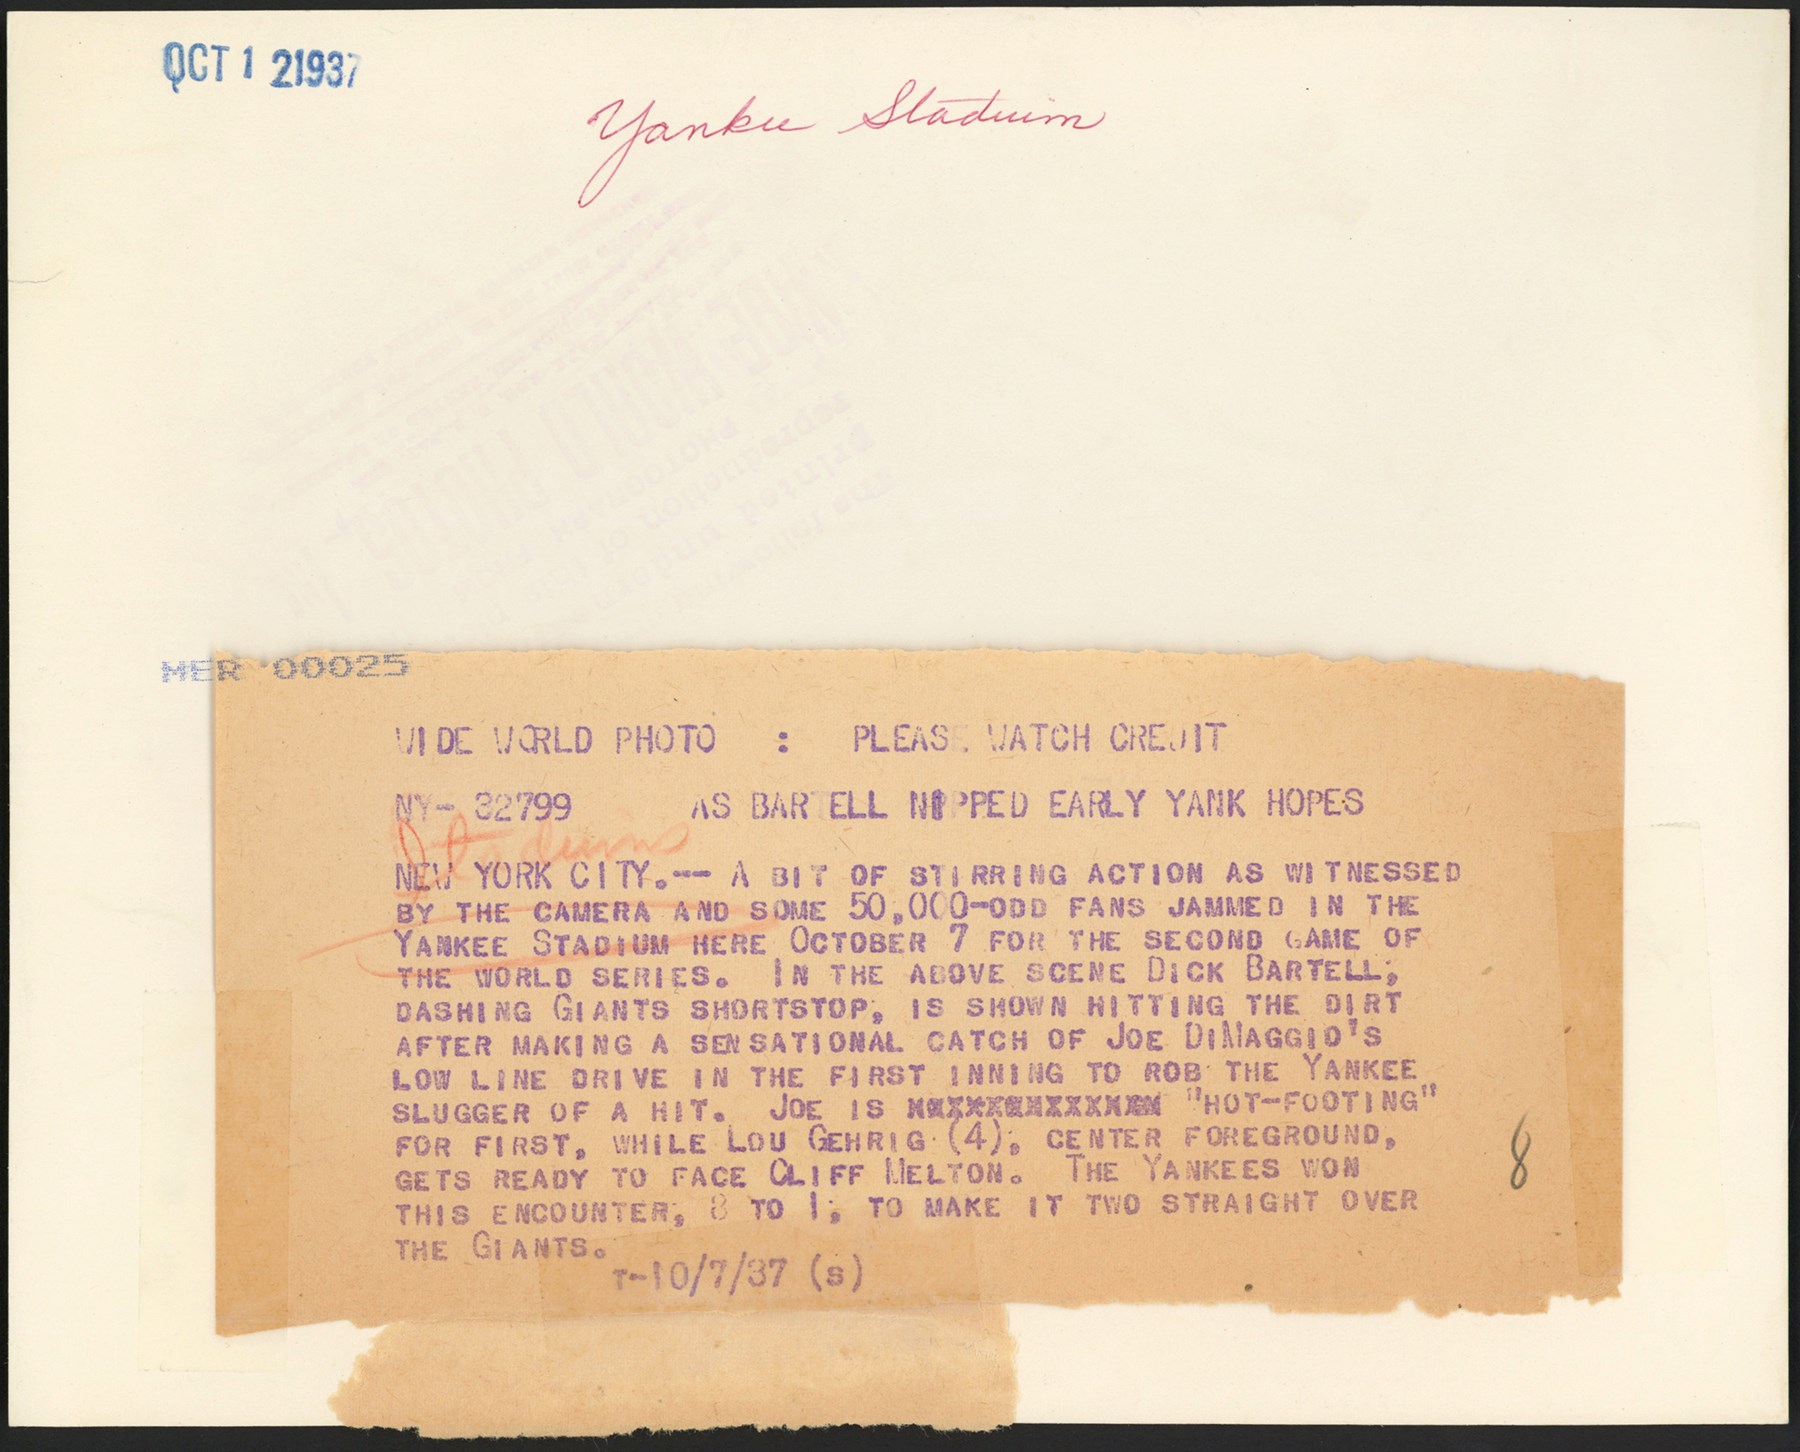 OCT 1 21937
Yankee Stadium
HER 00025
WIDE WORLD PHOTO : PLEASE WATCH CREDIT
NY- 32799 AS BARTELL NIPPED EARLY YANK HOPES
Stadiums
NEW YORK CITY.-- A BIT OF STIRRING ACTION AS WITNESSED
BY THE CAMERA AND SOME 50,000-ODD FANS JAMMED IN THE
YANKEE STADIUM HERE OCTOBER 7 FOR THE SECOND GAME OF
THE WORLD SERIES. IN THE ABOVE SCENE DICK BARTELL,
DASHING GIANTS SHORTSTOP, IS SHOWN HITTING THE DIRT
AFTER MAKING A SENSATIONAL CATCH OF JOE DIMAGGIO'S
LOW LINE DRIVE IN THE FIRST INNING TO ROB THE YANKEE
SLUGGER OF A HIT. JOE IS "HOT-FOOTING"
FOR FIRST, WHILE LOU GEHRIG (4), CENTER FOREGROUND,
GETS READY TO FACE CLIFF MELTON. THE YANKEES WON
THIS ENCOUNTER, 8 TO 1, TO MAKE IT TWO STRAIGHT OVER
THE GIANTS.
T-10/7/37 (S)
8